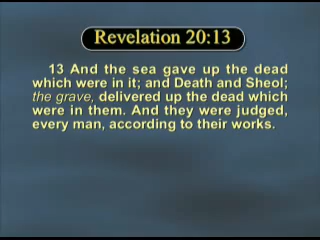 Revelation 20:13
13 And the sea gave up the dead
which were in it; and Death and Sheol;
the grave, delivered up the dead which
were in them. And they were judged,
every man, according to their works.